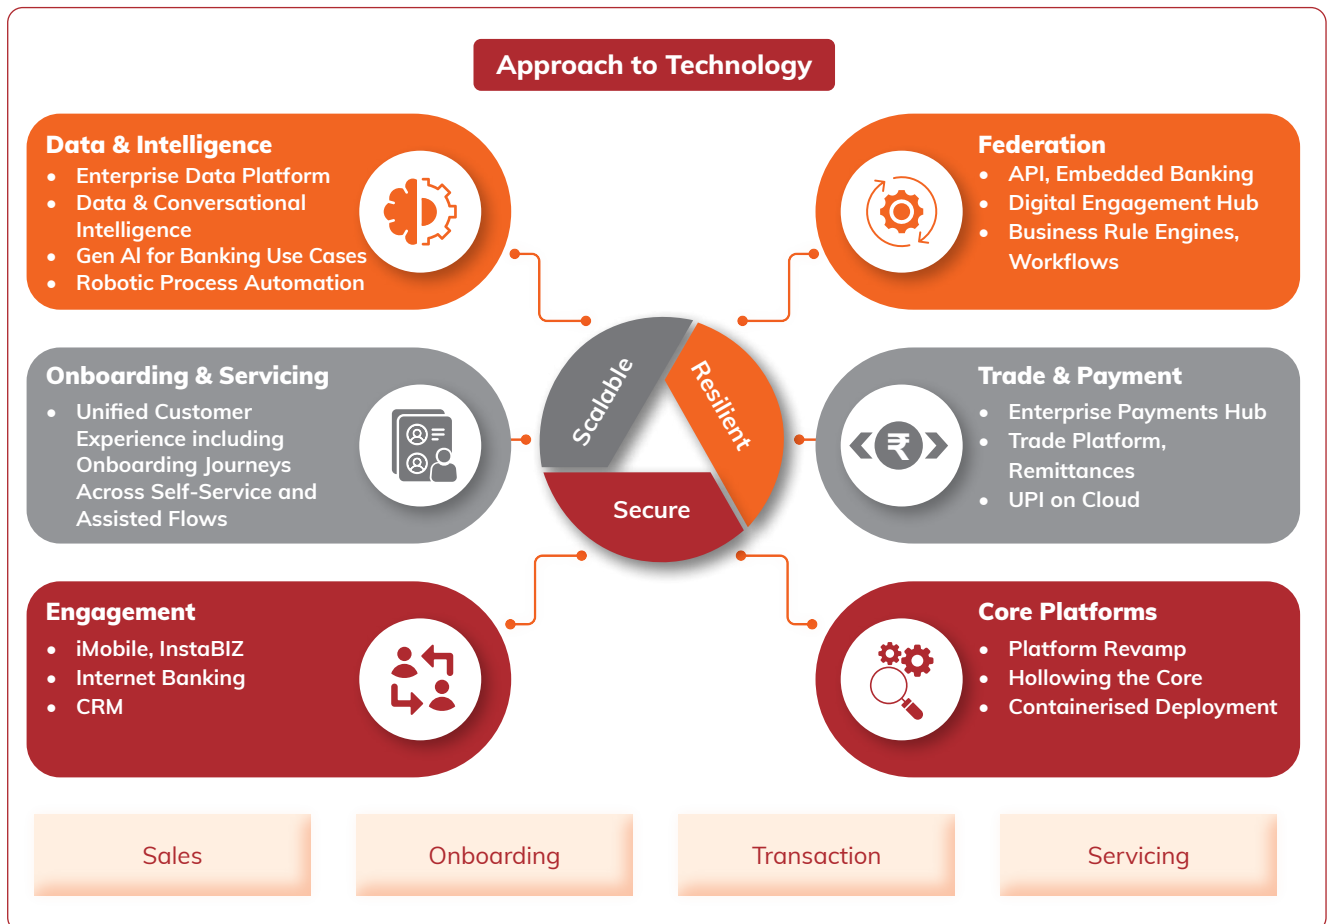 Approach to Technology
Data & Intelligence
• Enterprise Data Platform
• Data & Conversational
Intelligence
• Gen AI for Banking Use Cases
• Robotic Process Automation
Federation
• API, Embedded Banking
• Digital Engagement Hub
• Business Rule Engines,
Workflows
Onboarding & Servicing
• Unified Customer
Experience including
Onboarding Journeys
Across Self-Service and
Assisted Flows
Scalable
Resilient
Secure
Trade & Payment
• Enterprise Payments Hub
• Trade Platform,
Remittances
• UPI on Cloud
₹
Engagement
• iMobile, InstaBIZ
• Internet Banking
• CRM
Core Platforms
• Platform Revamp
• Hollowing the Core
• Containerised Deployment
Sales
Onboarding
Transaction
Servicing